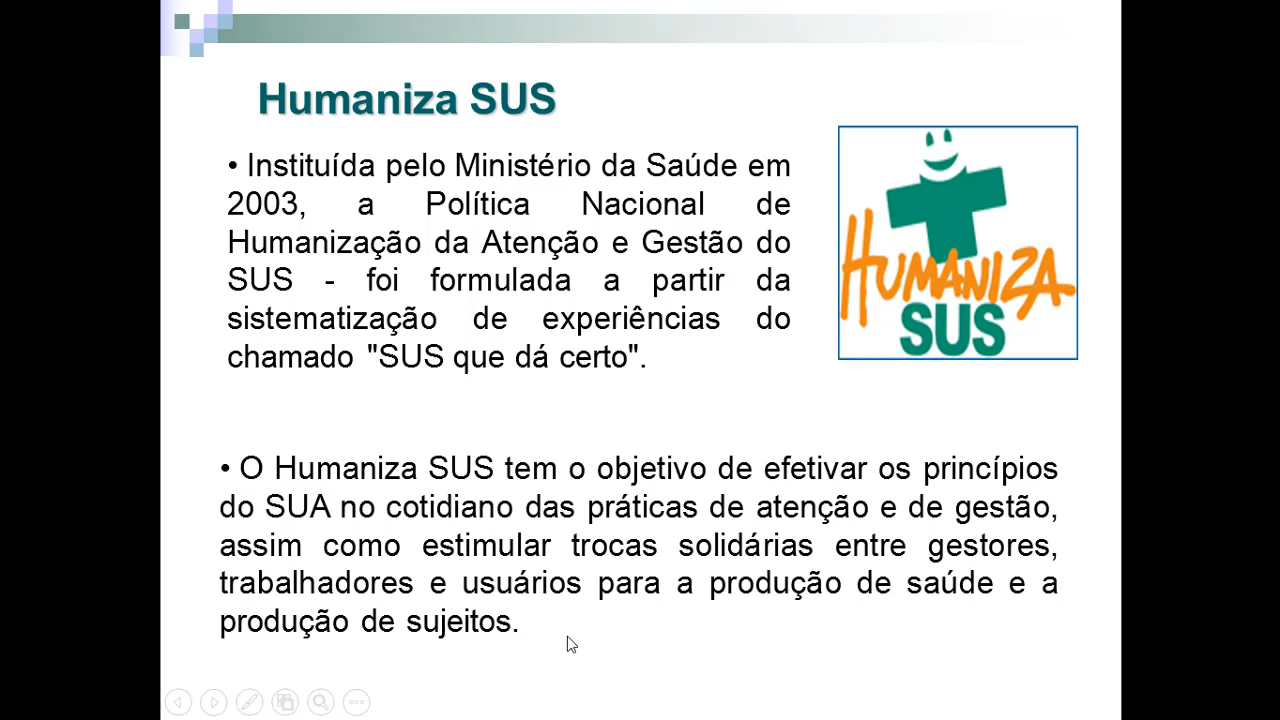 Humaniza SUS
• Instituída pelo Ministério da Saúde em
2003, a Política Nacional de
Humanização da Atenção e Gestão do
SUS - foi formulada a partir da
sistematização de experiências do
chamado "SUS que dá certo".
HUMANIZA
SUS
• O Humaniza SUS tem o objetivo de efetivar os princípios
do SUA no cotidiano das práticas de atenção e de gestão,
assim como estimular trocas solidárias entre gestores,
trabalhadores e usuários para a produção de saúde e a
produção de sujeitos.